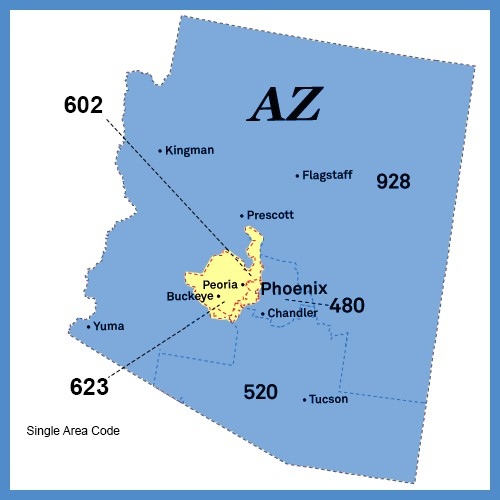 AZ
602
Kingman
Flagstaff
928
Prescott
Peoria
Phoenix
Buckeye
480
Chandler
Yuma
623
520
Tucson
Single Area Code